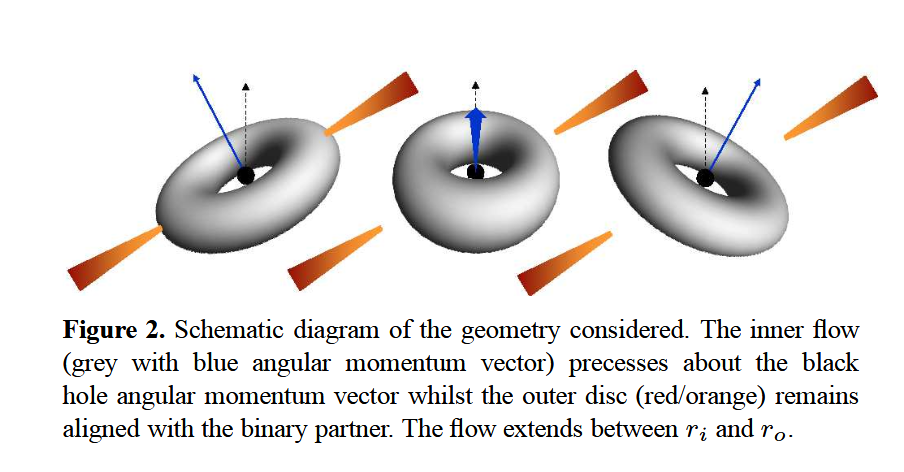 Figure 2. Schematic diagram of the geometry considered. The inner flow
(grey with blue angular momentum vector) precesses about the black
hole angular momentum vector whilst the outer disc (red/orange) remains
aligned with the binary partner. The flow extends between r_i and r_o.